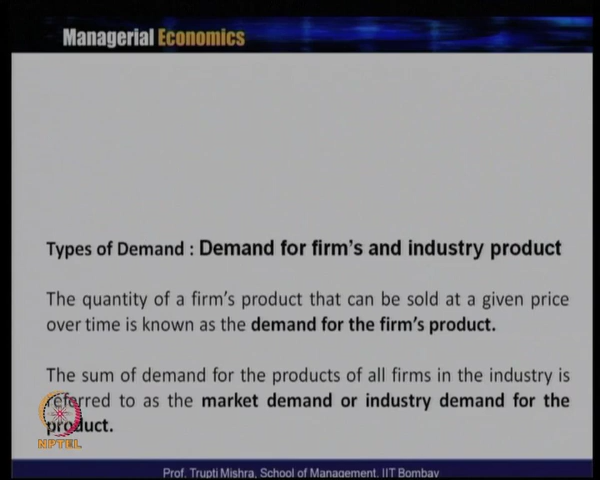 Managerial Economics
Types of Demand : Demand for firm's and industry product
The quantity of a firm's product that can be sold at a given price
over time is known as the demand for the firm's product.
The sum of demand for the products of all firms in the industry is
referred to as the market demand or industry demand for the
product.
NPTEL
Prof. Trupti Mishra, School of Management, IIT Bombay